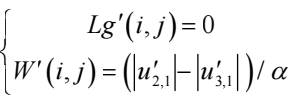 Lg′(i, j) = 0
W′(i, j) = (|u′₂,₁| − |u′₃,₁|) / α